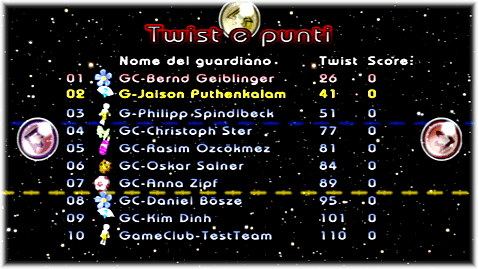 Twist e punti
Nome del guardiano Twist Score:
01 GC-Bernd Geiblinger 26 0
02 G-Jaison Puthenkalam 41 0
03 G-Philipp Spindlbeck 51 0
04 GC-Christoph Ster 77 0
05 GC-Rasim Özcökmez 81 0
06 GC-Oskar Salner 84 0
07 GC-Anna Zipf 89 0
08 GC-Daniel Bösze 95 0
09 GC-Kim Dinh 101 0
10 GameClub-TestTeam 110 0